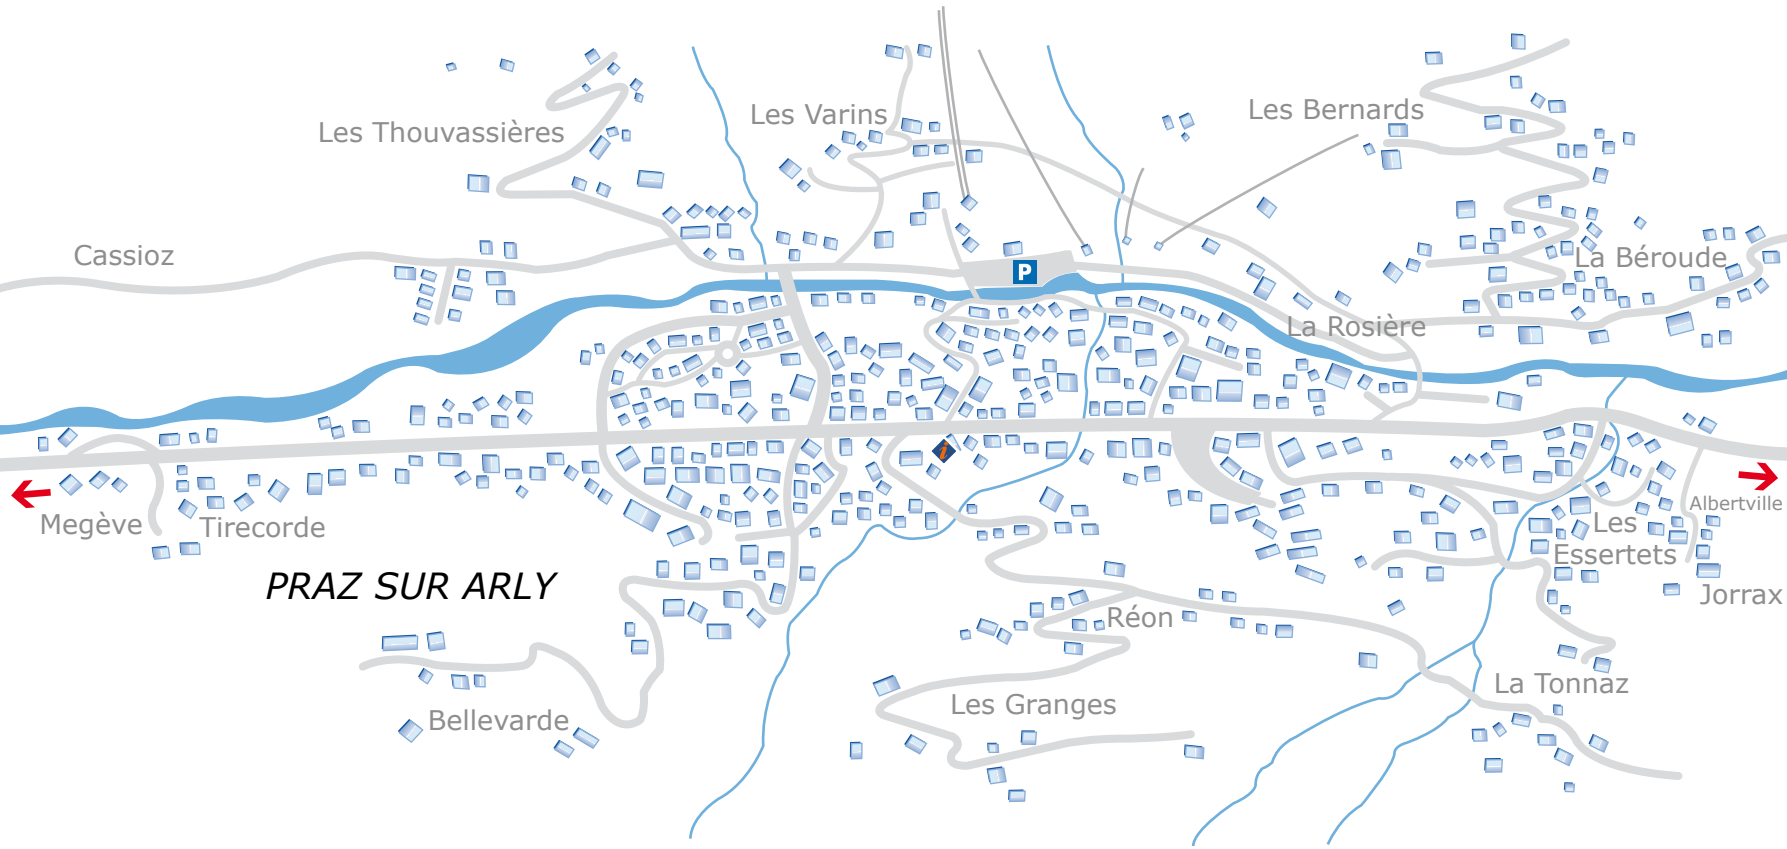 Les Varins
Les Bernards
Les Thouvassières
Cassioz
P
La Béroude
La Rosière
Megève
Tirecorde
Albertville
Les
Essertets
PRAZ SUR ARLY
Jorrax
Réon
La Tonnaz
Les Granges
Bellevarde
i